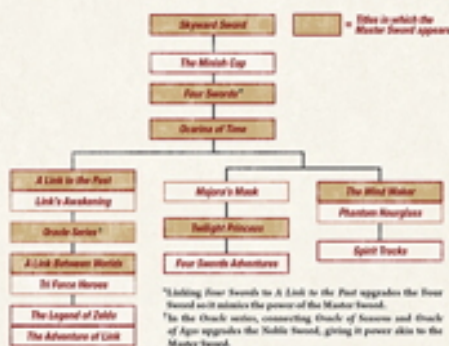 Skyward Sword
= Titles in which the
Master Sword appears
The Minish Cap
Four Swords*
Ocarina of Time
A Link to the Past
Link's Awakening
Oracle Series†
A Link Between Worlds
Tri Force Heroes
The Legend of Zelda
The Adventure of Link
Majora's Mask
Twilight Princess
Four Swords Adventures
The Wind Waker
Phantom Hourglass
Spirit Tracks
*Linking Four Swords to A Link to the Past upgrades the Four
Sword so it mimics the power of the Master Sword.
†In the Oracle series, connecting Oracle of Seasons and Oracle
of Ages upgrades the Noble Sword, giving it power akin to the
Master Sword.